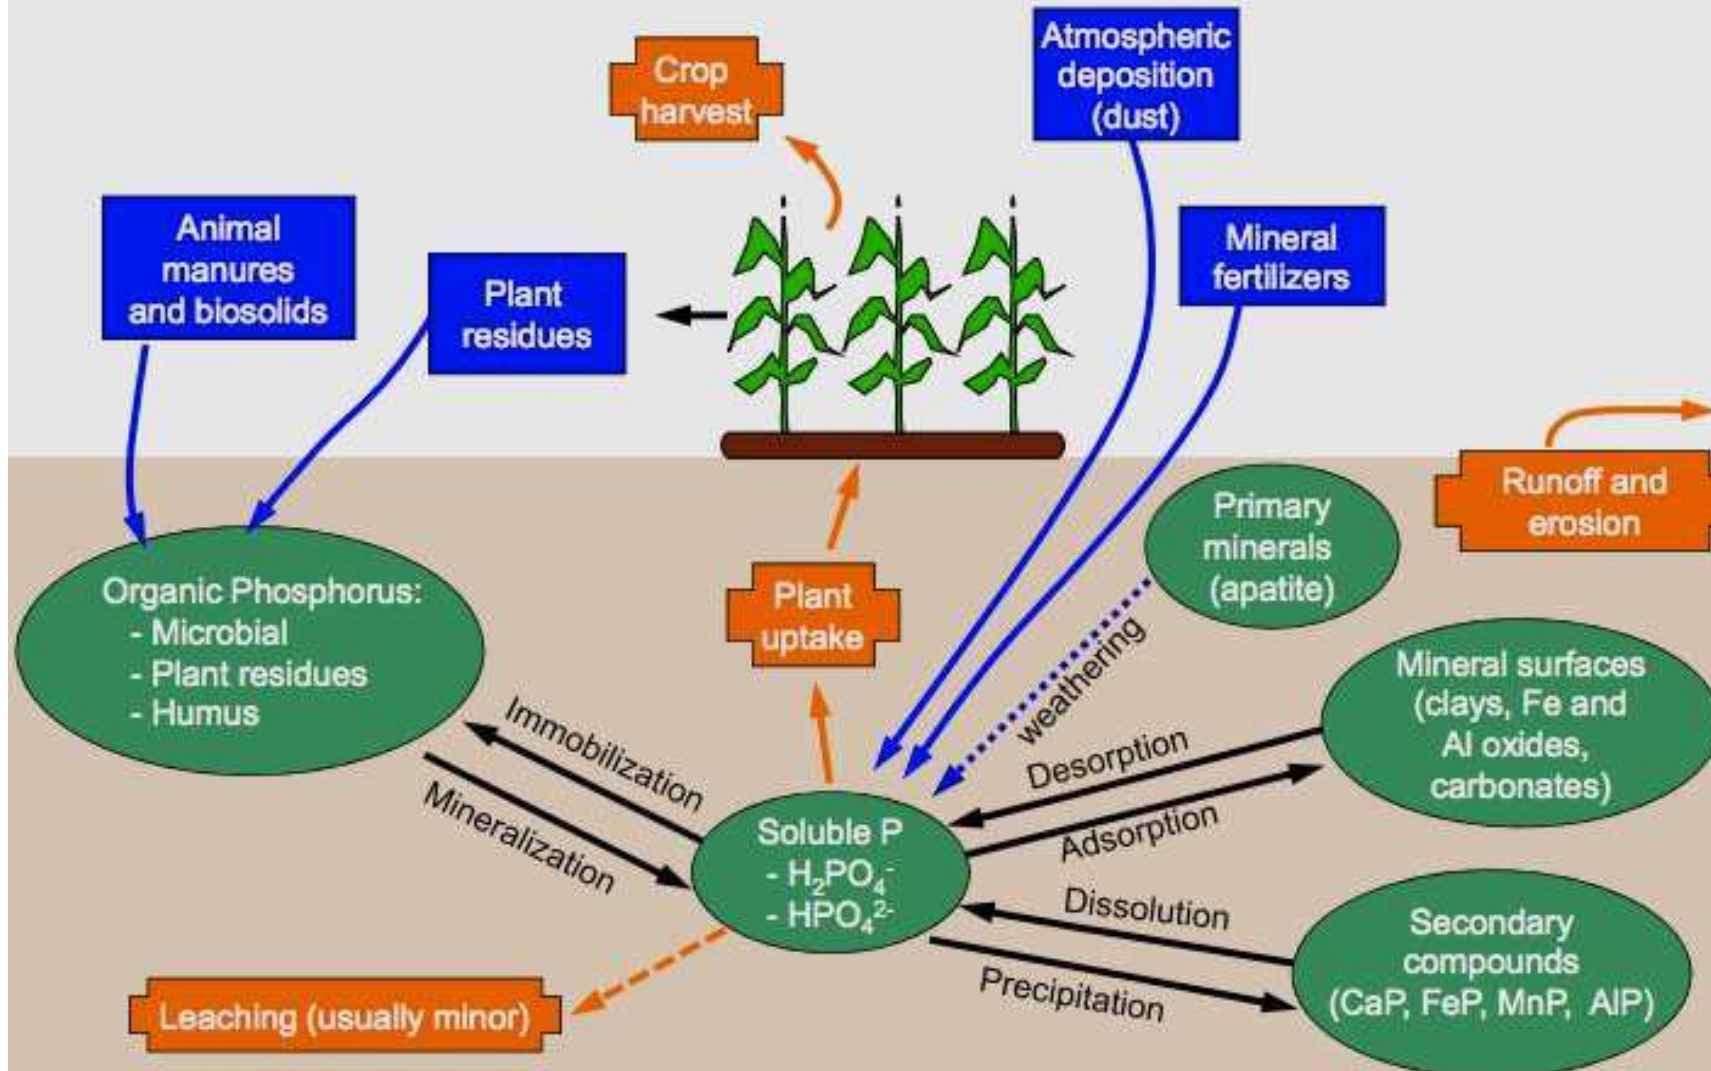 Crop
harvest
Atmospheric
deposition
(dust)
Animal
manures
and biosolids
Plant
residues
Mineral
fertilizers
Runoff and
erosion
Primary
minerals
(apatite)
Organic Phosphorus:
- Microbial
- Plant residues
- Humus
Plant
uptake
weathering
Mineral surfaces
(clays, Fe and
Al oxides,
carbonates)
Immobilization
Mineralization
Desorption
Adsorption
Soluble P
- H₂PO₄⁻
- HPO₄²⁻
Dissolution
Precipitation
Secondary
compounds
(CaP, FeP, MnP, AlP)
Leaching (usually minor)